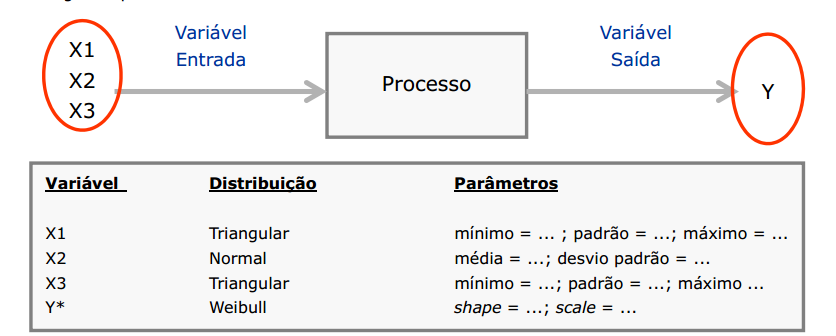 X1
X2
X3
Variável
Entrada
Processo
Variável
Saída
Y
Variável Distribuição Parâmetros
X1 Triangular mínimo = ... ; padrão = ...; máximo = ...
X2 Normal média = ...; desvio padrão = ...
X3 Triangular mínimo = ...; padrão = ...; máximo ...
Y* Weibull shape = ...; scale = ...